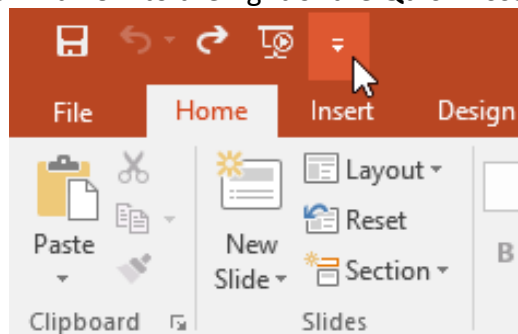 File Home Insert Design
Layout
Reset
Paste New
Slide Section B
Clipboard Slides